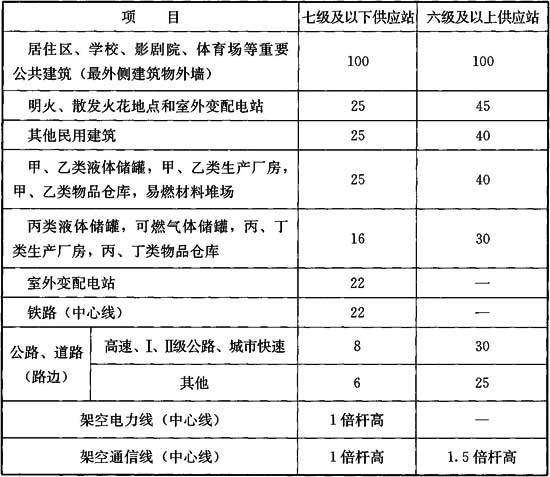 项 目 七级及以下供应站 六级及以上供应站
居住区、学校、影剧院、体育场等重要
公共建筑（最外侧建筑物外墙） 100 100
明火、散发火花地点和室外变配电站 25 45
其他民用建筑 25 40
甲、乙类液体储罐，甲、乙类生产厂房，
甲、乙类物品仓库，易燃材料堆场 25 40
丙类液体储罐，可燃气体储罐，丙、丁
类生产厂房，丙、丁类物品仓库 16 30
室外变配电站 22 —
铁路（中心线） 22 —
公路、道路
（路边）
高速、Ⅰ、Ⅱ级公路、城市快速 8 30
其他 6 25
架空电力线（中心线） 1倍杆高 —
架空通信线（中心线） 1倍杆高 1.5倍杆高